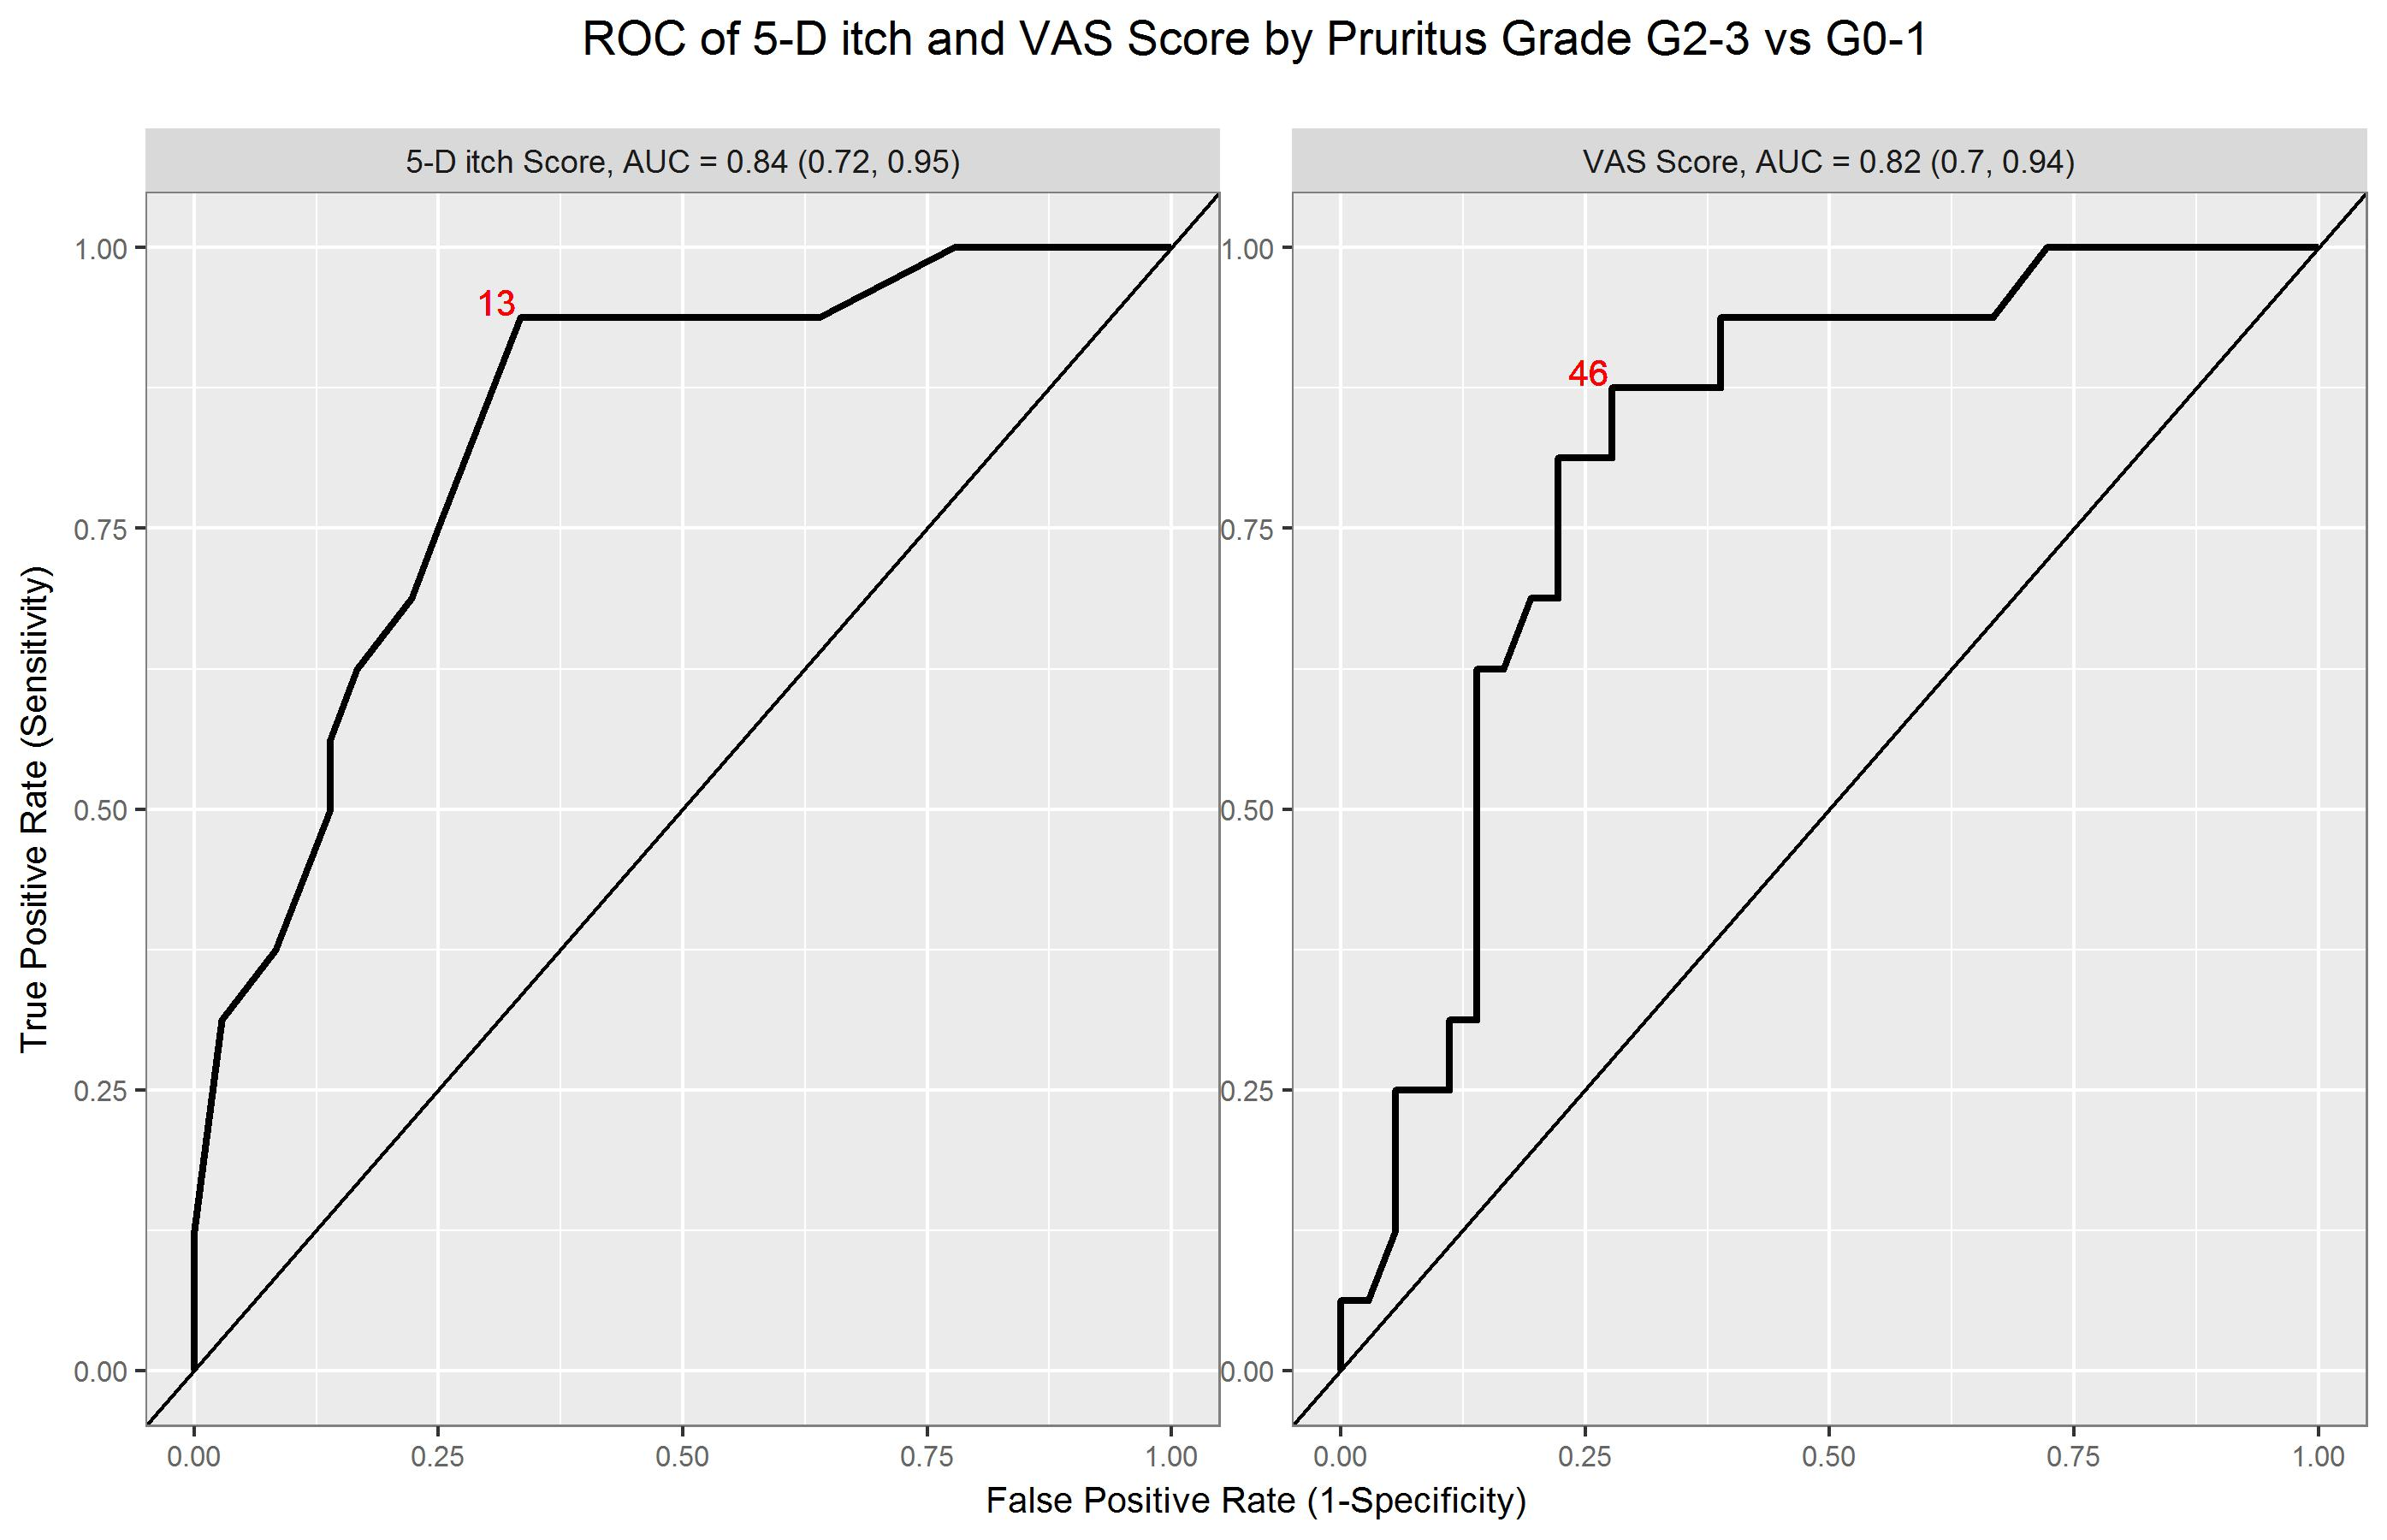 ROC of 5-D itch and VAS Score by Pruritus Grade G2-3 vs G0-1
5-D itch Score, AUC = 0.84 (0.72, 0.95)
VAS Score, AUC = 0.82 (0.7, 0.94)
True Positive Rate (Sensitivity)
1.00
0.75
0.50
0.25
0.00
13
1.00
0.75
0.50
0.25
0.00
46
0.00 0.25 0.50 0.75 1.00
0.00 0.25 0.50 0.75 1.00
False Positive Rate (1-Specificity)